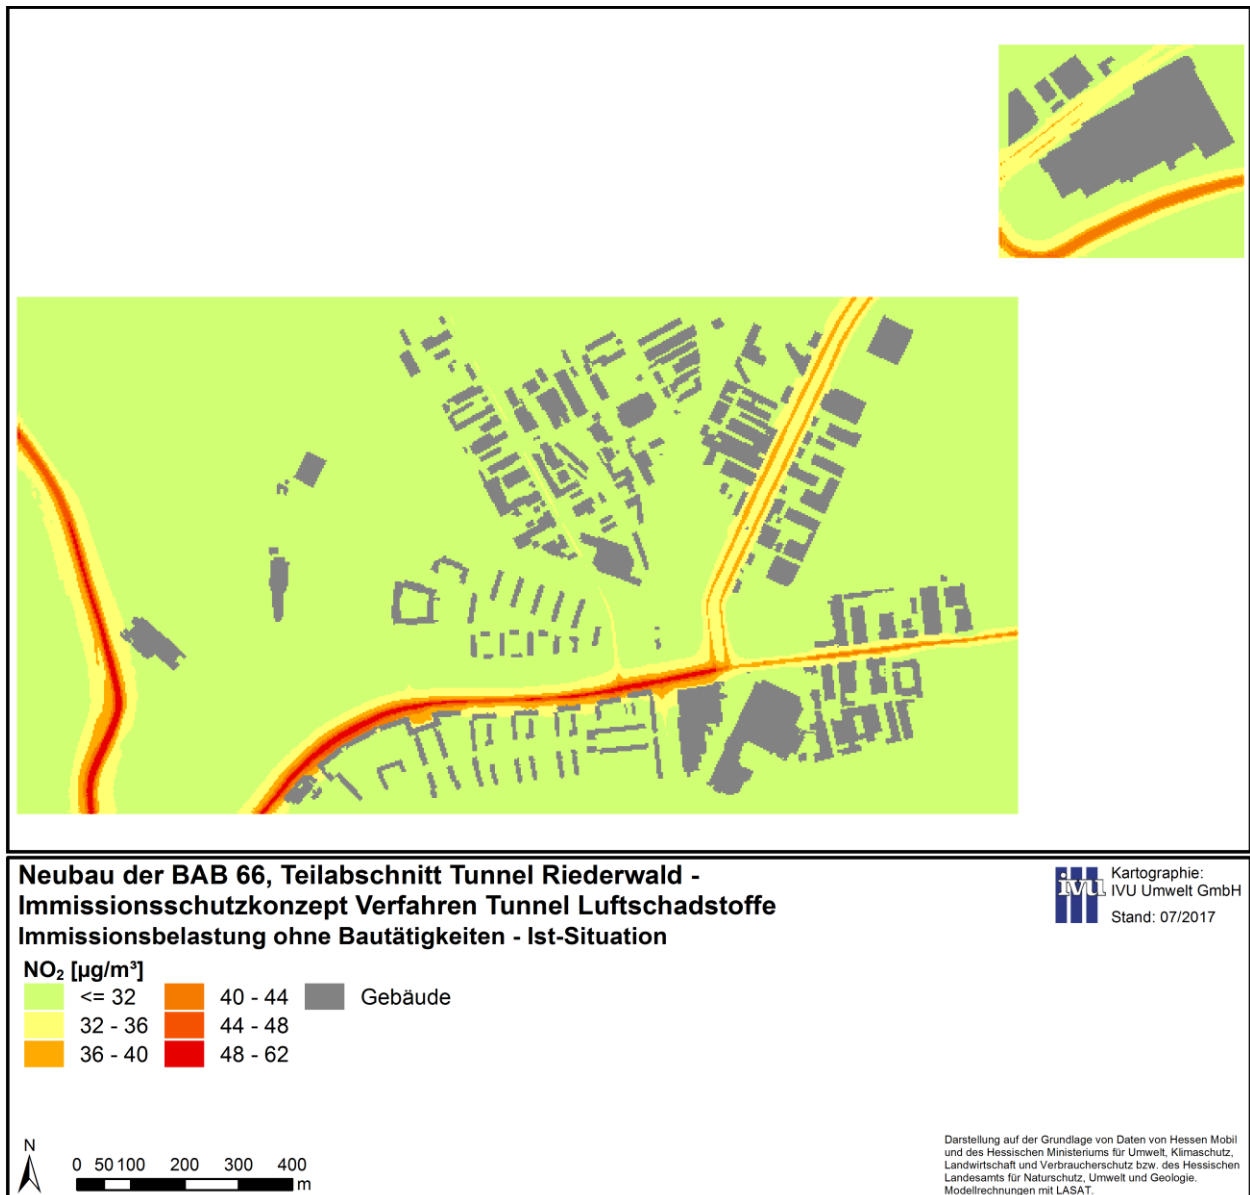 Neubau der BAB 66, Teilabschnitt Tunnel Riederwald -
Immissionsschutzkonzept Verfahren Tunnel Luftschadstoffe
Immissionsbelastung ohne Bautätigkeiten - Ist-Situation
ivu
Kartographie:
IVU Umwelt GmbH
Stand: 07/2017
NO₂ [µg/m³]
<= 32 40 - 44 Gebäude
32 - 36 44 - 48
36 - 40 48 - 62
N
0 50 100 200 300 400
m
Darstellung auf der Grundlage von Daten von Hessen Mobil
und des Hessischen Ministeriums für Umwelt, Klimaschutz,
Landwirtschaft und Verbraucherschutz bzw. des Hessischen
Landesamts für Naturschutz, Umwelt und Geologie.
Modellrechnungen mit LASAT.